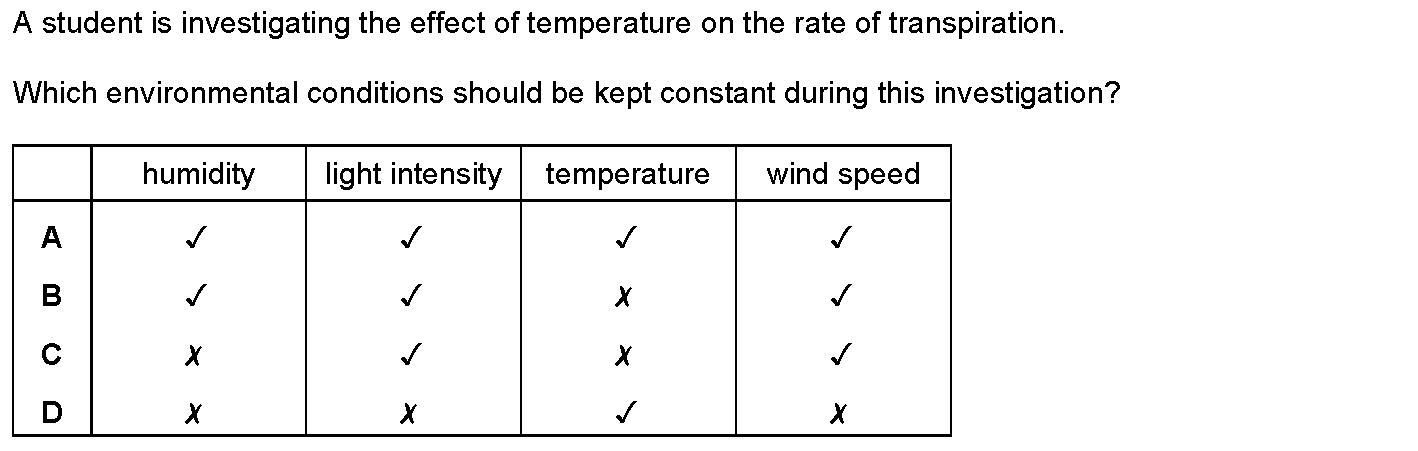 A student is investigating the effect of temperature on the rate of transpiration.
Which environmental conditions should be kept constant during this investigation?
humidity light intensity temperature wind speed
A ✓ ✓ ✓ ✓
B ✓ ✓ ✗ ✓
C ✗ ✓ ✗ ✓
D ✗ ✗ ✓ ✗